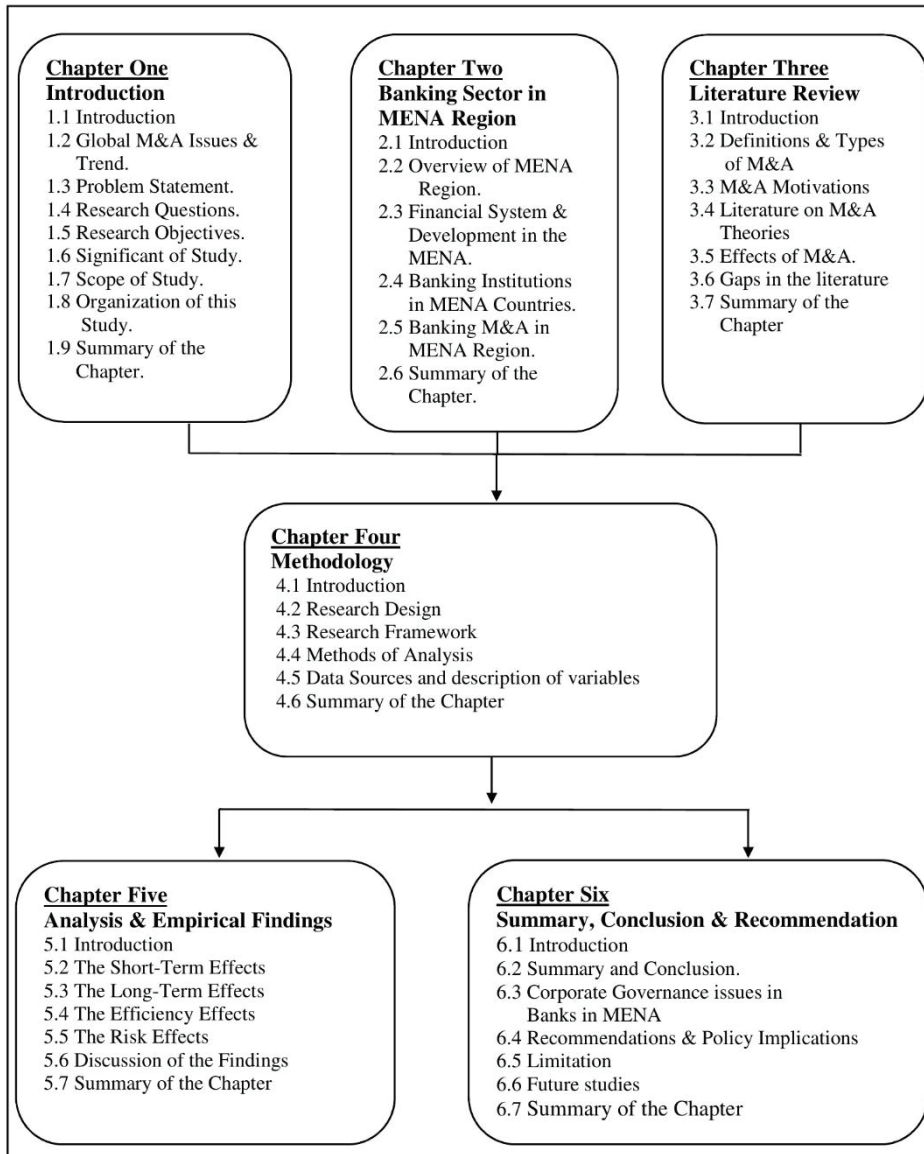 Chapter One
Introduction
1.1 Introduction
1.2 Global M&A Issues &
Trend.
1.3 Problem Statement.
1.4 Research Questions.
1.5 Research Objectives.
1.6 Significant of Study.
1.7 Scope of Study.
1.8 Organization of this
Study.
1.9 Summary of the
Chapter.
Chapter Two
Banking Sector in
MENA Region
2.1 Introduction
2.2 Overview of MENA
Region.
2.3 Financial System &
Development in the
MENA.
2.4 Banking Institutions
in MENA Countries.
2.5 Banking M&A in
MENA Region.
2.6 Summary of the
Chapter.
Chapter Three
Literature Review
3.1 Introduction
3.2 Definitions & Types
of M&A
3.3 M&A Motivations
3.4 Literature on M&A
Theories
3.5 Effects of M&A.
3.6 Gaps in the literature
3.7 Summary of the
Chapter
Chapter Four
Methodology
4.1 Introduction
4.2 Research Design
4.3 Research Framework
4.4 Methods of Analysis
4.5 Data Sources and description of variables
4.6 Summary of the Chapter
Chapter Five
Analysis & Empirical Findings
5.1 Introduction
5.2 The Short-Term Effects
5.3 The Long-Term Effects
5.4 The Efficiency Effects
5.5 The Risk Effects
5.6 Discussion of the Findings
5.7 Summary of the Chapter
Chapter Six
Summary, Conclusion & Recommendation
6.1 Introduction
6.2 Summary and Conclusion.
6.3 Corporate Governance issues in
Banks in MENA
6.4 Recommendations & Policy Implications
6.5 Limitation
6.6 Future studies
6.7 Summary of the Chapter